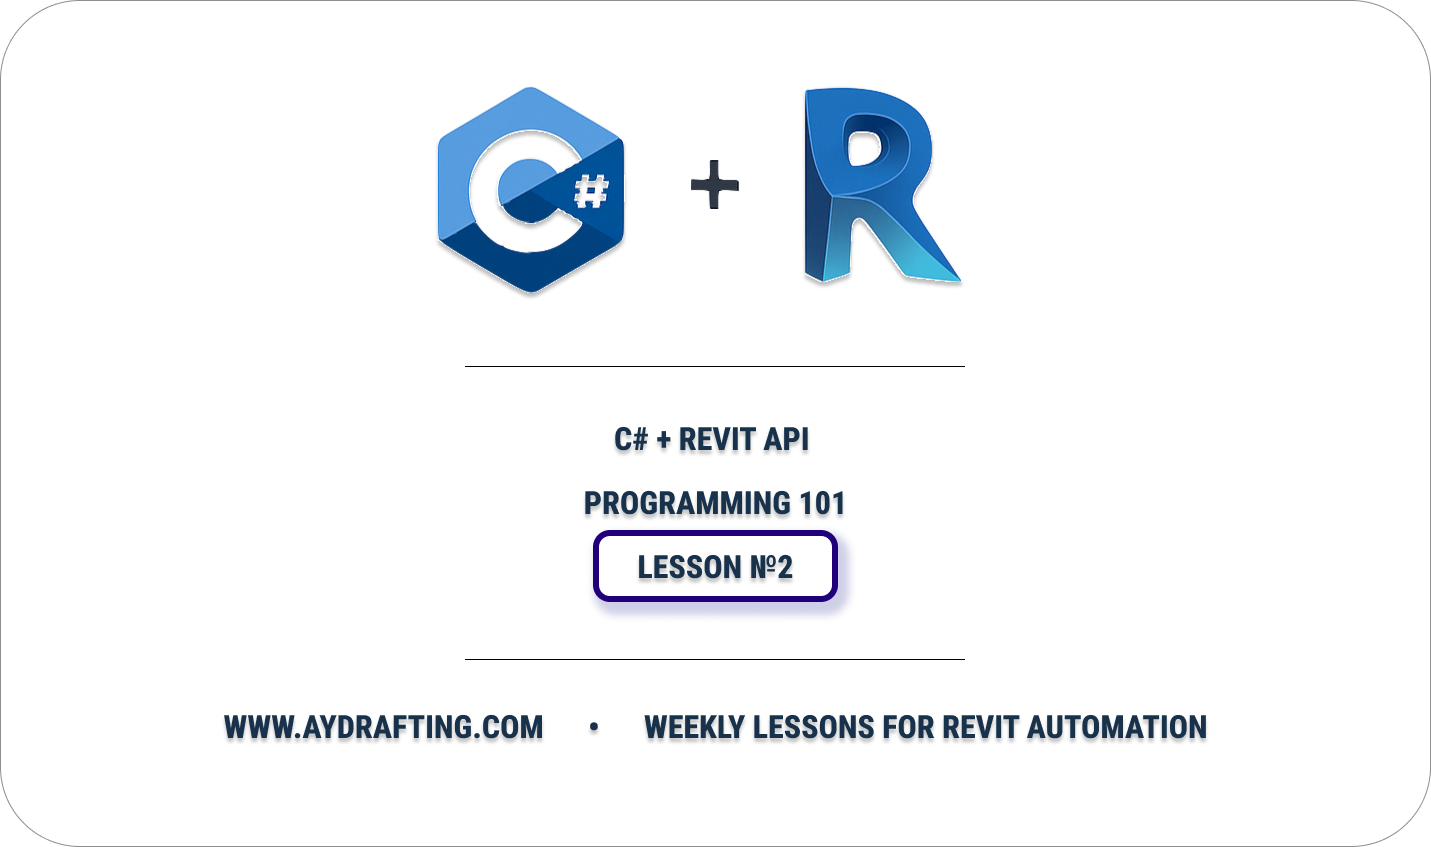 C#
+
R
C# + REVIT API
PROGRAMMING 101
LESSON №2
WWW.AYDRAFTING.COM • WEEKLY LESSONS FOR REVIT AUTOMATION